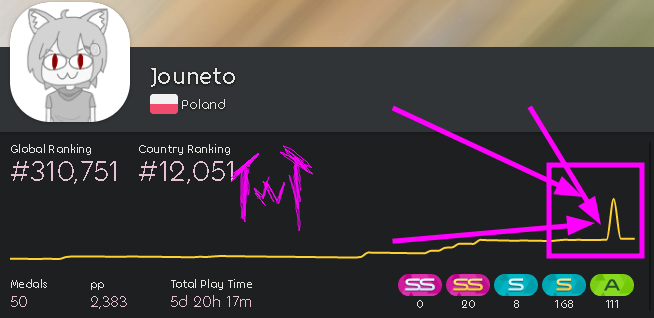 Jouneto
Poland
Global Ranking
Country Ranking
#310,751
#12,051
TwT
Medals
pp
Total Play Time
50
2,383
5d 20h 17m
SS
SS
S
S
A
0
20
8
168
111